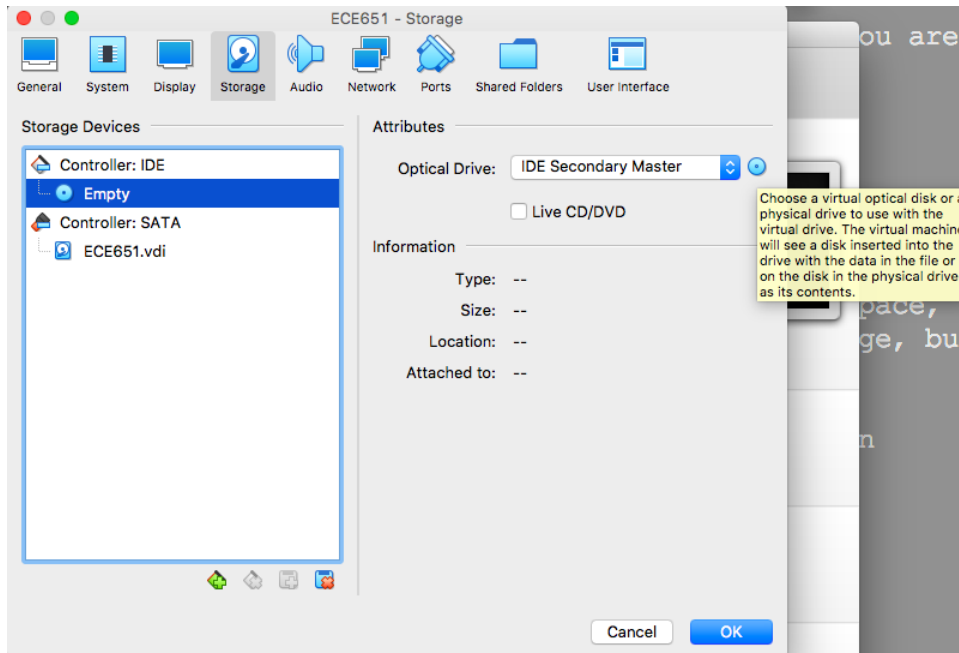 ECE651 - Storage
General System Display Storage Audio Network Ports Shared Folders User Interface
Storage Devices
Controller: IDE
Empty
Controller: SATA
ECE651.vdi
Attributes
Optical Drive: IDE Secondary Master
Live CD/DVD
Information
Type: --
Size: --
Location: --
Attached to: --
Cancel OK
Choose a virtual optical disk or a
physical drive to use with the
virtual drive. The virtual machine
will see a disk inserted into the
drive with the data in the file or
on the disk in the physical drive
as its contents.
ou are
pace,
ge, bu
n